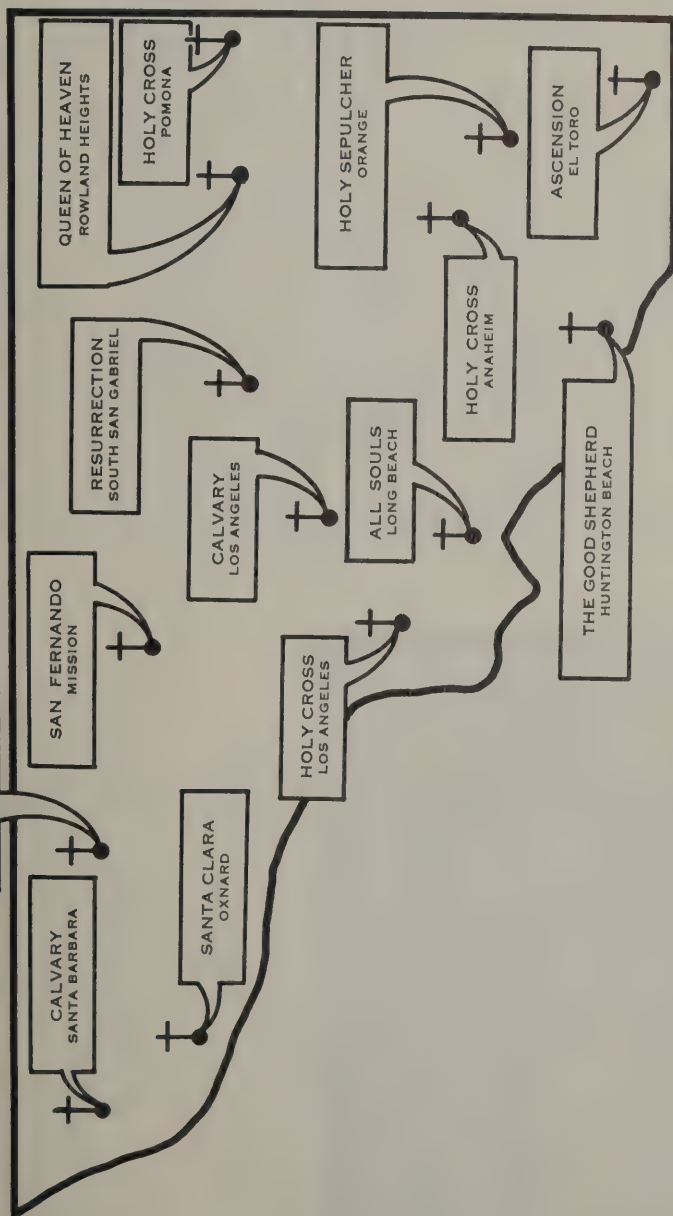 CALVARY
SANTA BARBARA
SAN FERNANDO
MISSION
RESURRECTION
SOUTH SAN GABRIEL
QUEEN OF HEAVEN
ROWLAND HEIGHTS
HOLY CROSS
POMONA
SANTA CLARA
OXNARD
CALVARY
LOS ANGELES
HOLY CROSS
LOS ANGELES
ALL SOULS
LONG BEACH
HOLY SEPULCHER
ORANGE
HOLY CROSS
ANAHEIM
THE GOOD SHEPHERD
HUNTINGTON BEACH
ASCENSION
EL TORO